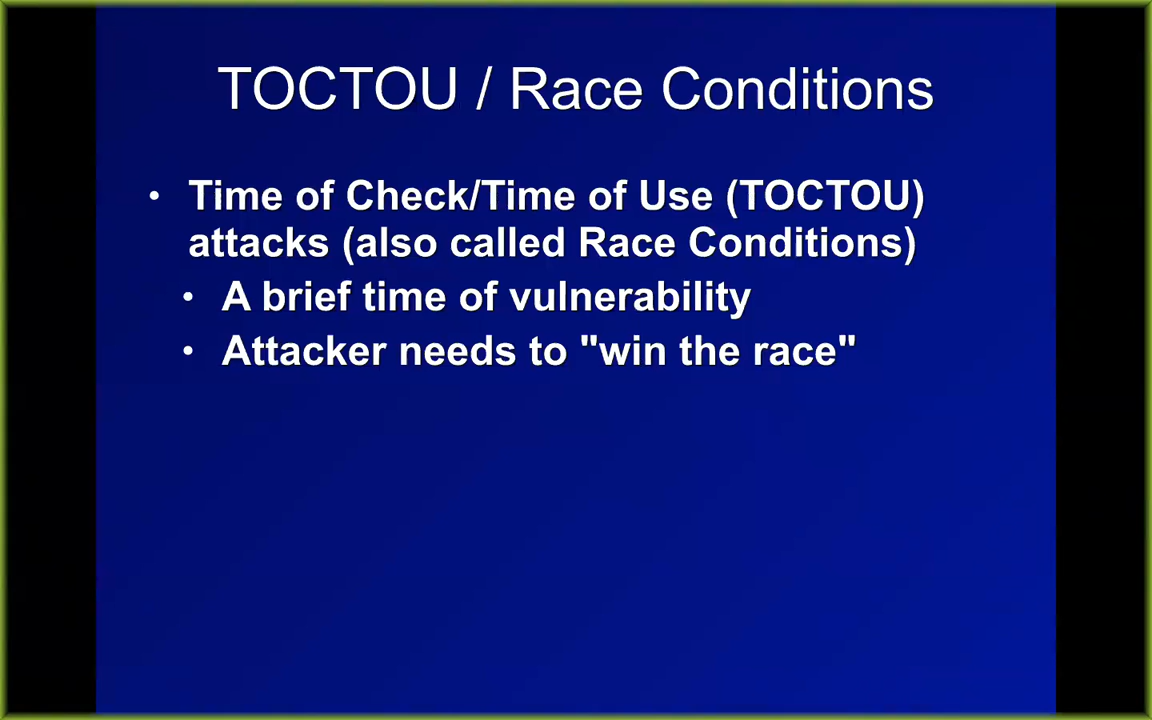 TOCTOU / Race Conditions
• Time of Check/Time of Use (TOCTOU)
attacks (also called Race Conditions)
• A brief time of vulnerability
• Attacker needs to "win the race"